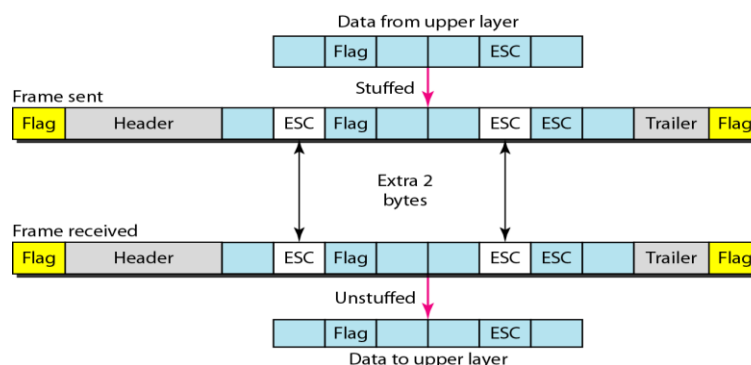 Data from upper layer
Flag ESC
Stuffed
Frame sent
Flag Header ESC Flag ESC ESC Trailer Flag
Extra 2
bytes
Frame received
Flag Header ESC Flag ESC ESC Trailer Flag
Unstuffed
Flag ESC
Data to upper layer